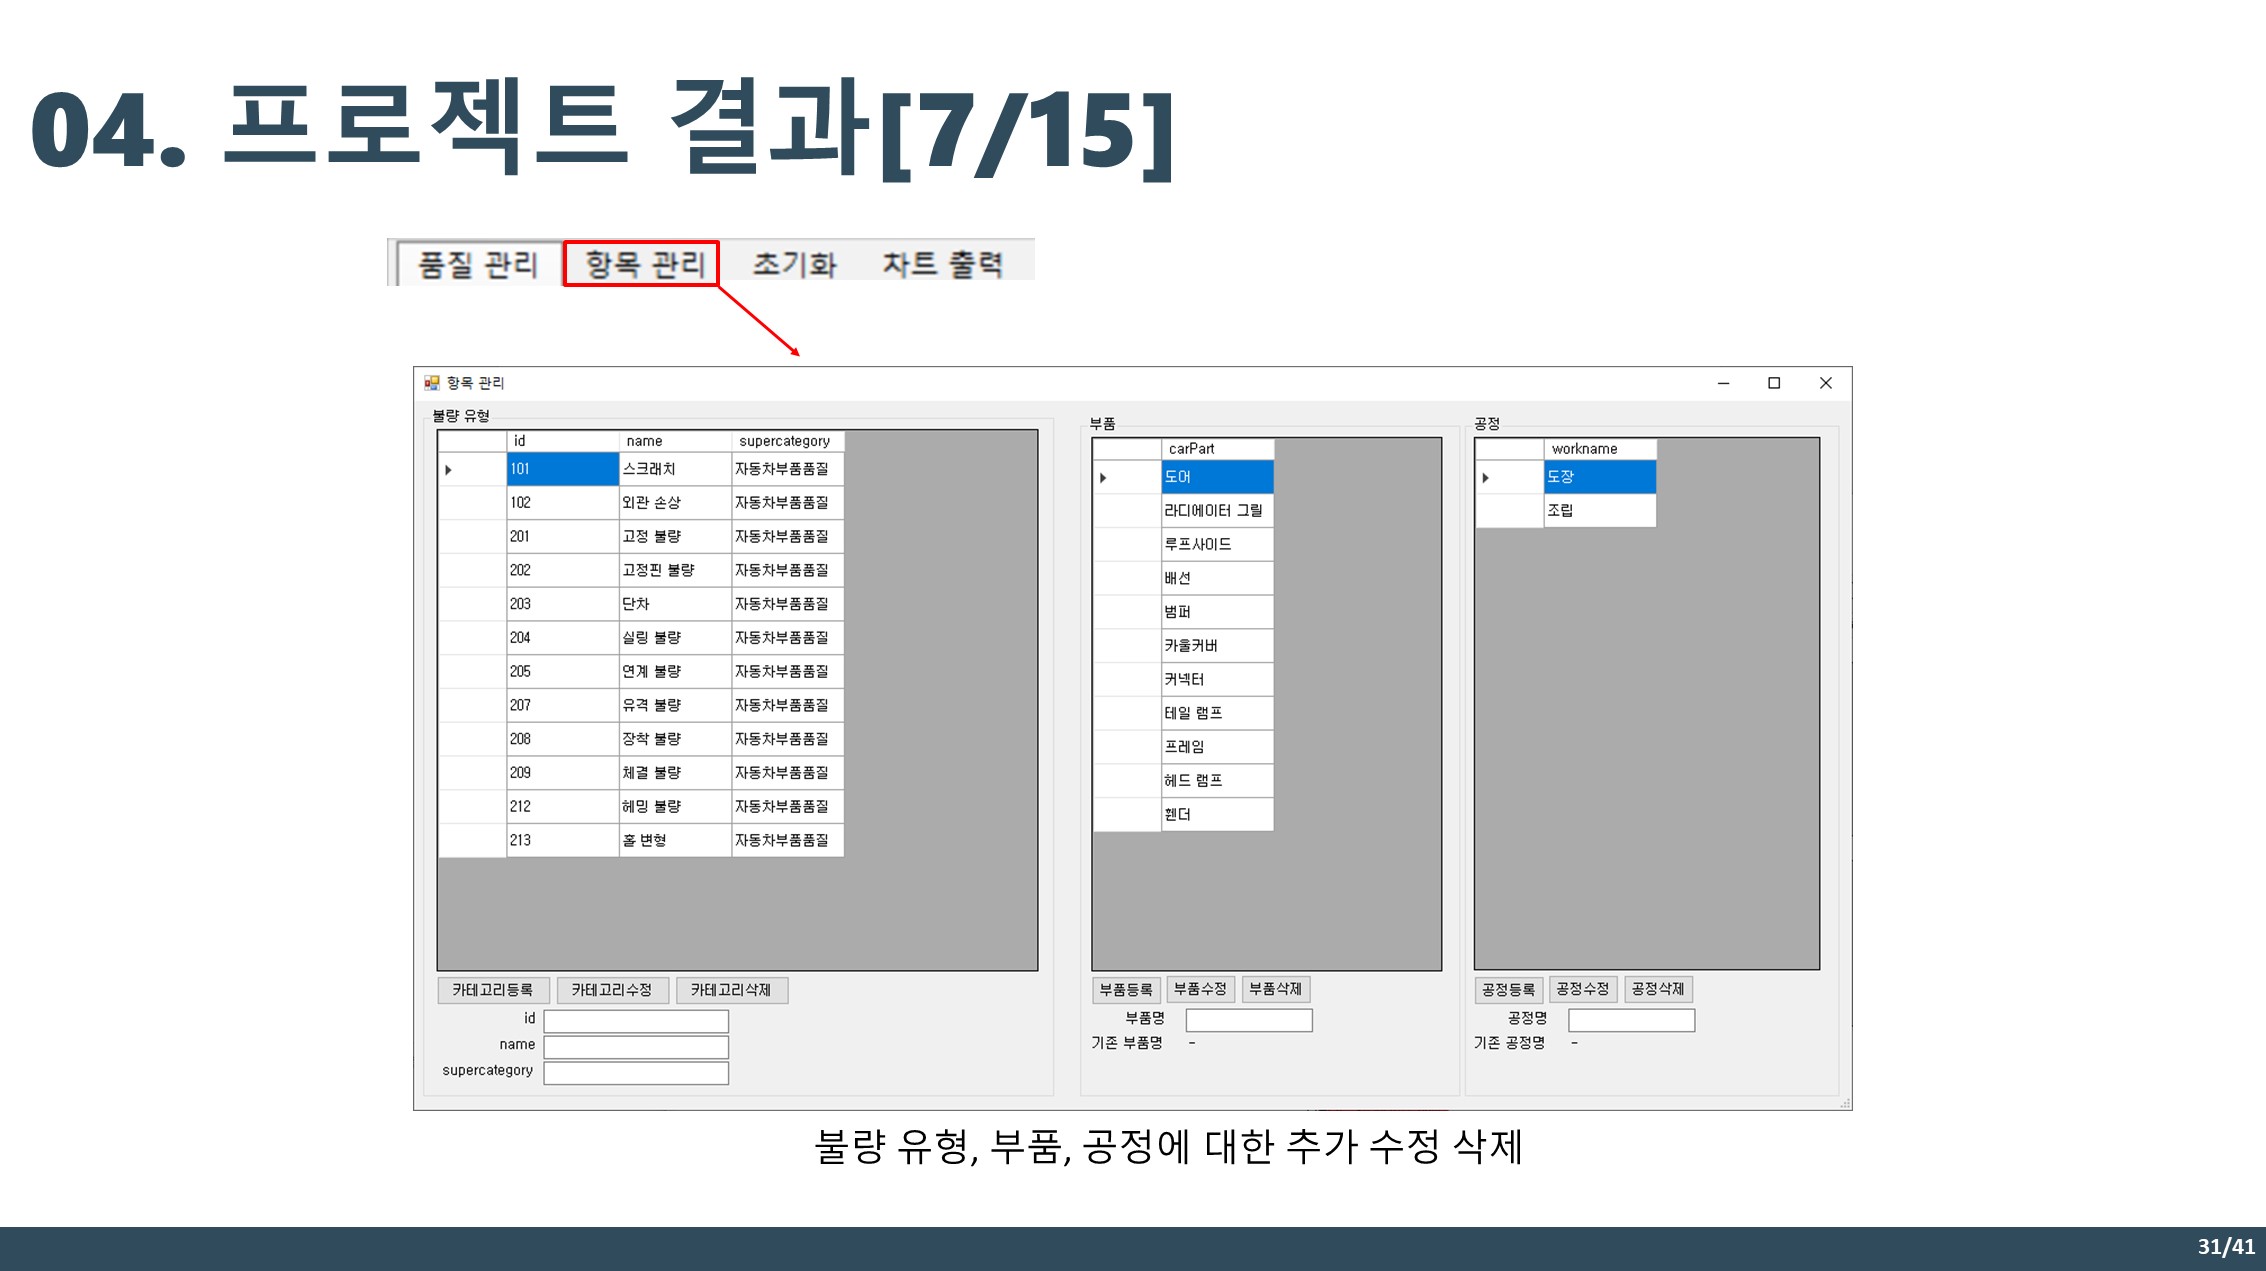 04. 프로젝트 결과[7/15]
품질 관리 항목 관리 초기화 차트 출력
항목 관리
불량 유형
id name supercategory
101 스크래치 자동차부품품질
102 외관 손상 자동차부품품질
201 고정 불량 자동차부품품질
202 고정핀 불량 자동차부품품질
203 단차 자동차부품품질
204 실링 불량 자동차부품품질
205 연계 불량 자동차부품품질
207 유격 불량 자동차부품품질
208 장착 불량 자동차부품품질
209 체결 불량 자동차부품품질
212 헤밍 불량 자동차부품품질
213 홀 변형 자동차부품품질
카테고리등록 카테고리수정 카테고리삭제
id
name
supercategory
부품
carPart
도어
라디에이터 그릴
루프사이드
배선
범퍼
카울커버
커넥터
테일 램프
프레임
헤드 램프
휀더
부품등록 부품수정 부품삭제
부품명
기존 부품명 -
공정
workname
도장
조립
공정등록 공정수정 공정삭제
공정명
기존 공정명 -
불량 유형, 부품, 공정에 대한 추가 수정 삭제
31/41